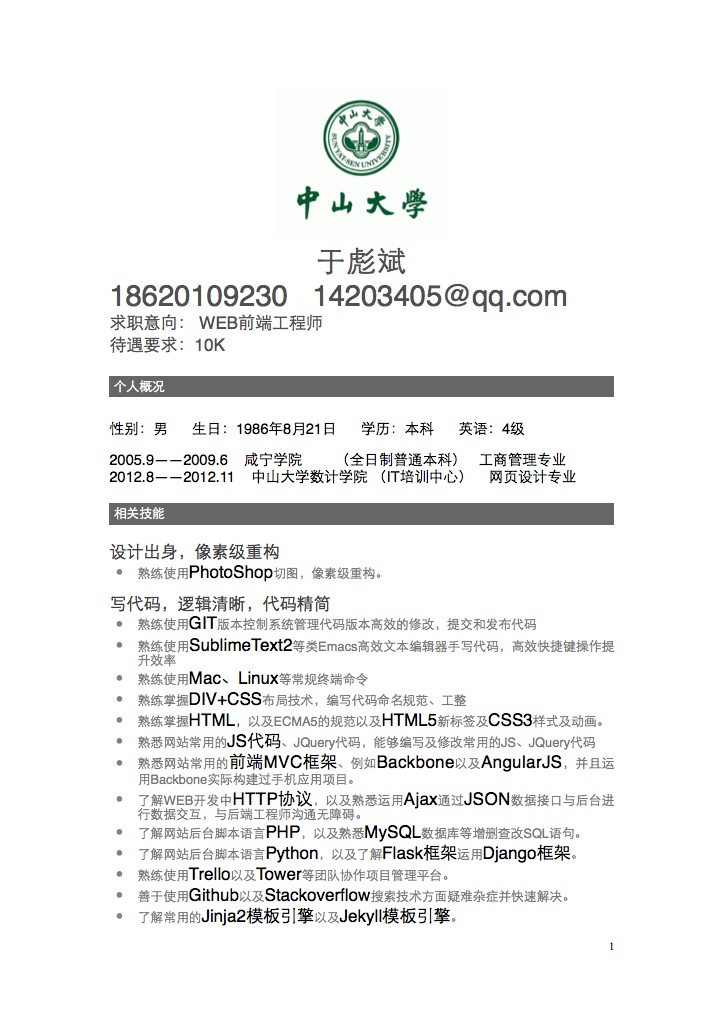 中山大学
SUN YAT-SEN UNIVERSITY
中山大學
于彪斌
18620109230 14203405@qq.com
求职意向： WEB前端工程师
待遇要求：10K
个人概况
性别：男 生日：1986年8月21日 学历：本科 英语：4级
2005.9——2009.6 咸宁学院 （全日制普通本科） 工商管理专业
2012.8——2012.11 中山大学数计学院 （IT培训中心） 网页设计专业
相关技能
设计出身，像素级重构
• 熟练使用PhotoShop切图，像素级重构。
写代码，逻辑清晰，代码精简
• 熟练使用GIT版本控制系统管理代码版本高效的修改，提交和发布代码
• 熟练使用SublimeText2等类Emacs高效文本编辑器手写代码，高效快捷键操作提
升效率
• 熟练使用Mac、Linux等常规终端命令
• 熟练掌握DIV+CSS布局技术，编写代码命名规范、工整
• 熟练掌握HTML，以及ECMA5的规范以及HTML5新标签及CSS3样式及动画。
• 熟悉网站常用的JS代码、JQuery代码，能够编写及修改常用的JS、JQuery代码
• 熟悉网站常用的前端MVC框架、例如Backbone以及AngularJS，并且运
用Backbone实际构建过手机应用项目。
• 了解WEB开发中HTTP协议，以及熟悉运用Ajax通过JSON数据接口与后台进
行数据交互，与后端工程师沟通无障碍。
• 了解网站后台脚本语言PHP，以及熟悉MySQL数据库等增删查改SQL语句。
• 了解网站后台脚本语言Python，以及了解Flask框架运用Django框架。
• 熟练使用Trello以及Tower等团队协作项目管理平台。
• 善于使用Github以及Stackoverflow搜索技术方面疑难杂症并快速解决。
• 了解常用的Jinja2模板引擎以及Jekyll模板引擎。
1